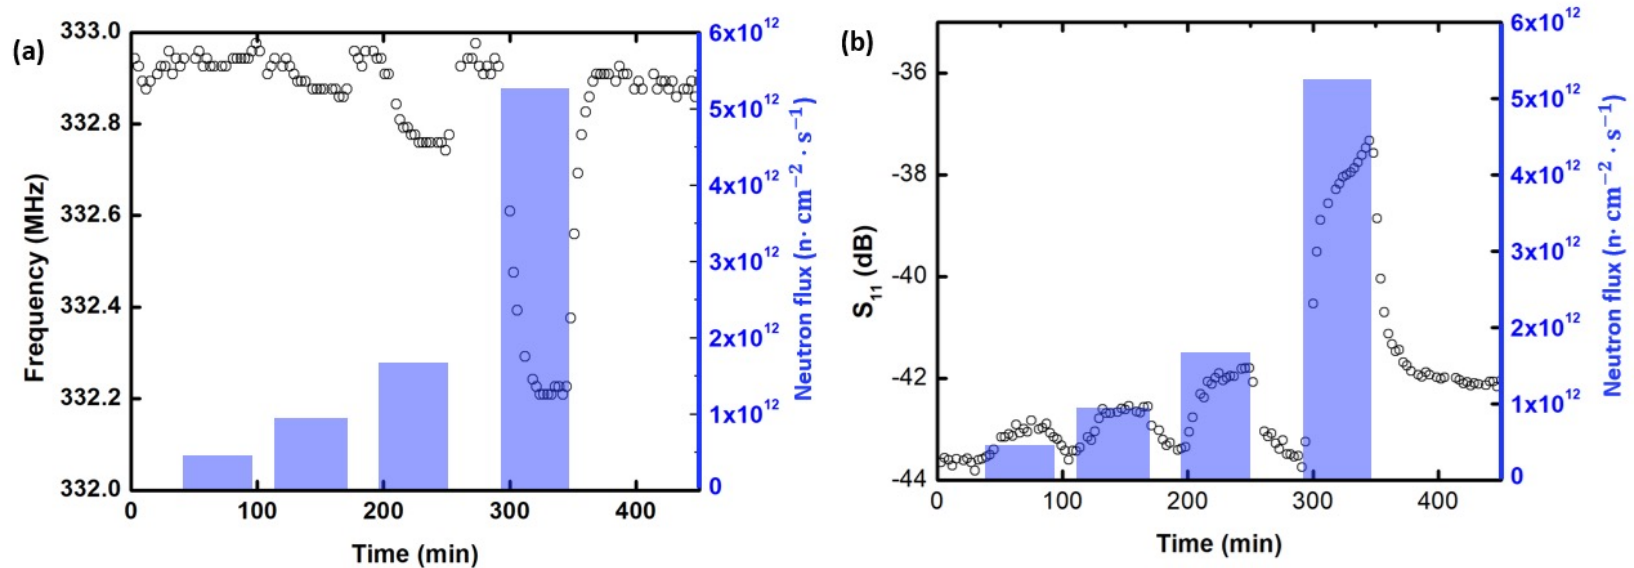 (a)
Frequency (MHz)
333.0
332.8
332.6
332.4
332.2
332.0
0 100 200 300 400
Time (min)
6x10¹²
5x10¹²
4x10¹²
3x10¹²
2x10¹²
1x10¹²
0
Neutron flux (n· cm⁻² · s⁻¹)
(b)
S₁₁ (dB)
-36
-38
-40
-42
-44
0 100 200 300 400
Time (min)
6x10¹²
5x10¹²
4x10¹²
3x10¹²
2x10¹²
1x10¹²
0
Neutron flux (n· cm⁻² · s⁻¹)